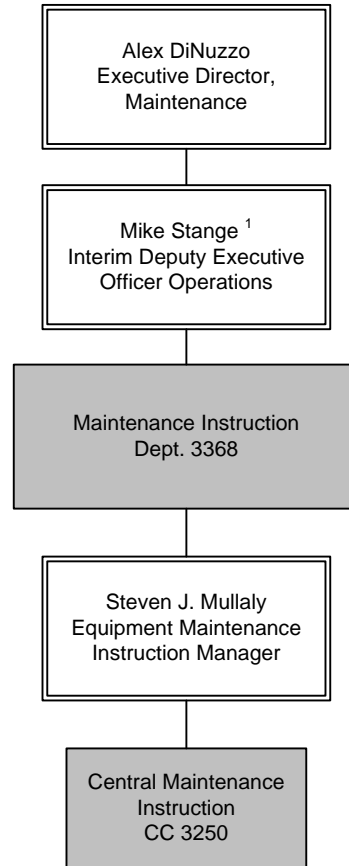 Alex DiNuzzo
Executive Director,
Maintenance
Mike Stange 1
Interim Deputy Executive
Officer Operations
Maintenance Instruction
Dept. 3368
Steven J. Mullaly
Equipment Maintenance
Instruction Manager
Central Maintenance
Instruction
CC 3250